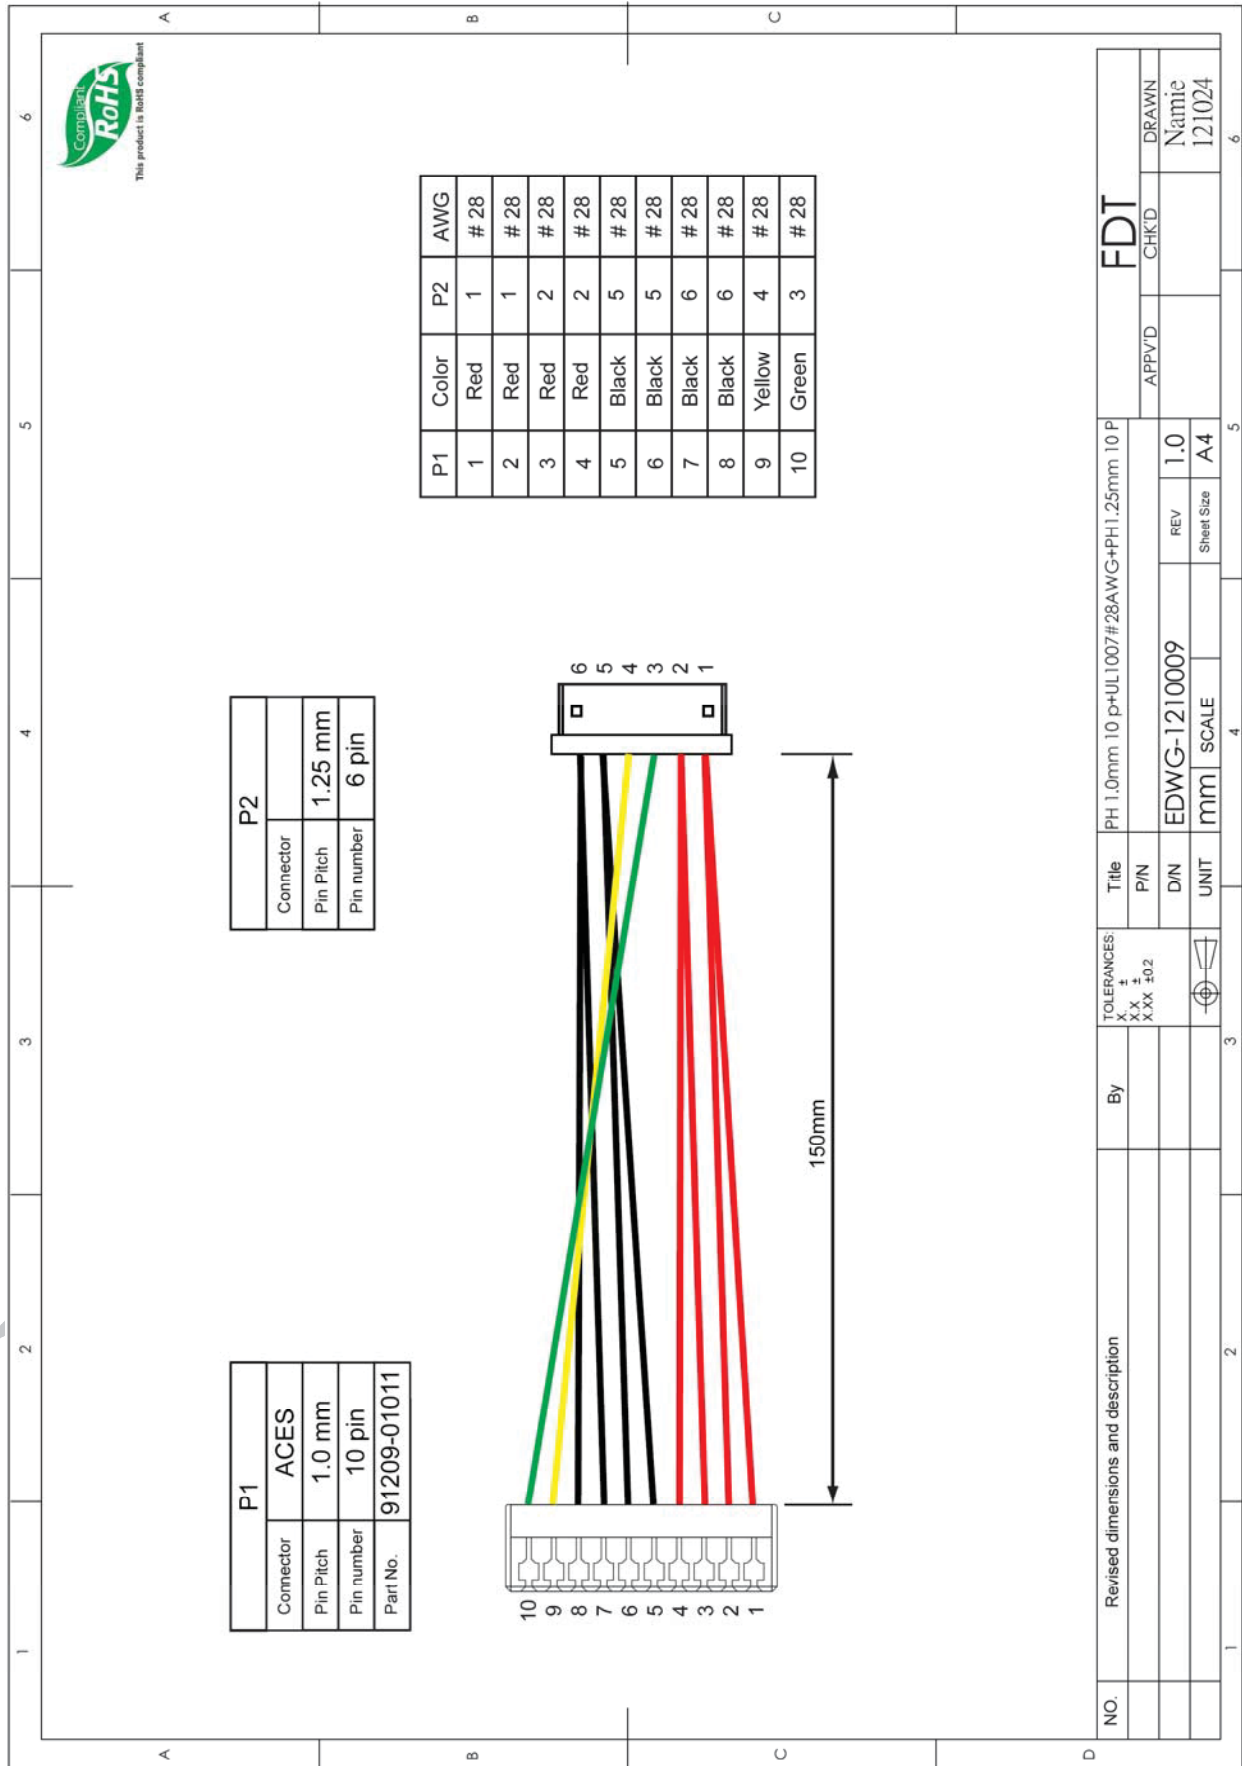 1 2 3 4 5 6
A
B
C
D
A
B
C
Compliant
RoHS
This product is RoHS compliant
P1
Connector ACES
Pin Pitch 1.0 mm
Pin number 10 pin
Part No. 91209-01011
P2
Connector
Pin Pitch 1.25 mm
Pin number 6 pin
10
9
8
7
6
5
4
3
2
1
6
5
4
3
2
1
150mm
P1 Color P2 AWG
1 Red 1 # 28
2 Red 1 # 28
3 Red 2 # 28
4 Red 2 # 28
5 Black 5 # 28
6 Black 5 # 28
7 Black 6 # 28
8 Black 6 # 28
9 Yellow 4 # 28
10 Green 3 # 28
NO. Revised dimensions and description By
TOLERANCES:
X. ±
X.X ±
X.XX ±0.2
Title PH 1.0mm 10 p+UL1007#28AWG+PH1.25mm 10 P
P/N
D/N EDWG-1210009 REV 1.0
UNIT mm SCALE Sheet Size A4
FDT
APPV'D CHK'D DRAWN
Namie
121024
1 2 3 4 5 6